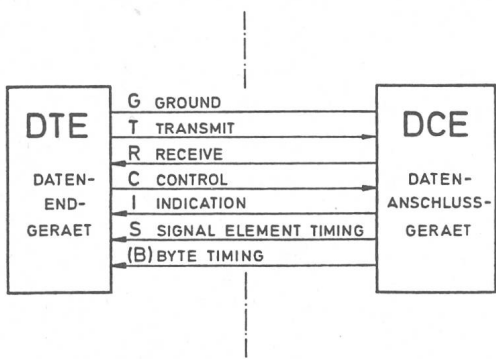 DTE
DATEN-
END-
GERAET
G GROUND
T TRANSMIT
R RECEIVE
C CONTROL
I INDICATION
S SIGNAL ELEMENT TIMING
(B) BYTE TIMING
DCE
DATEN-
ANSCHLUSS-
GERAET